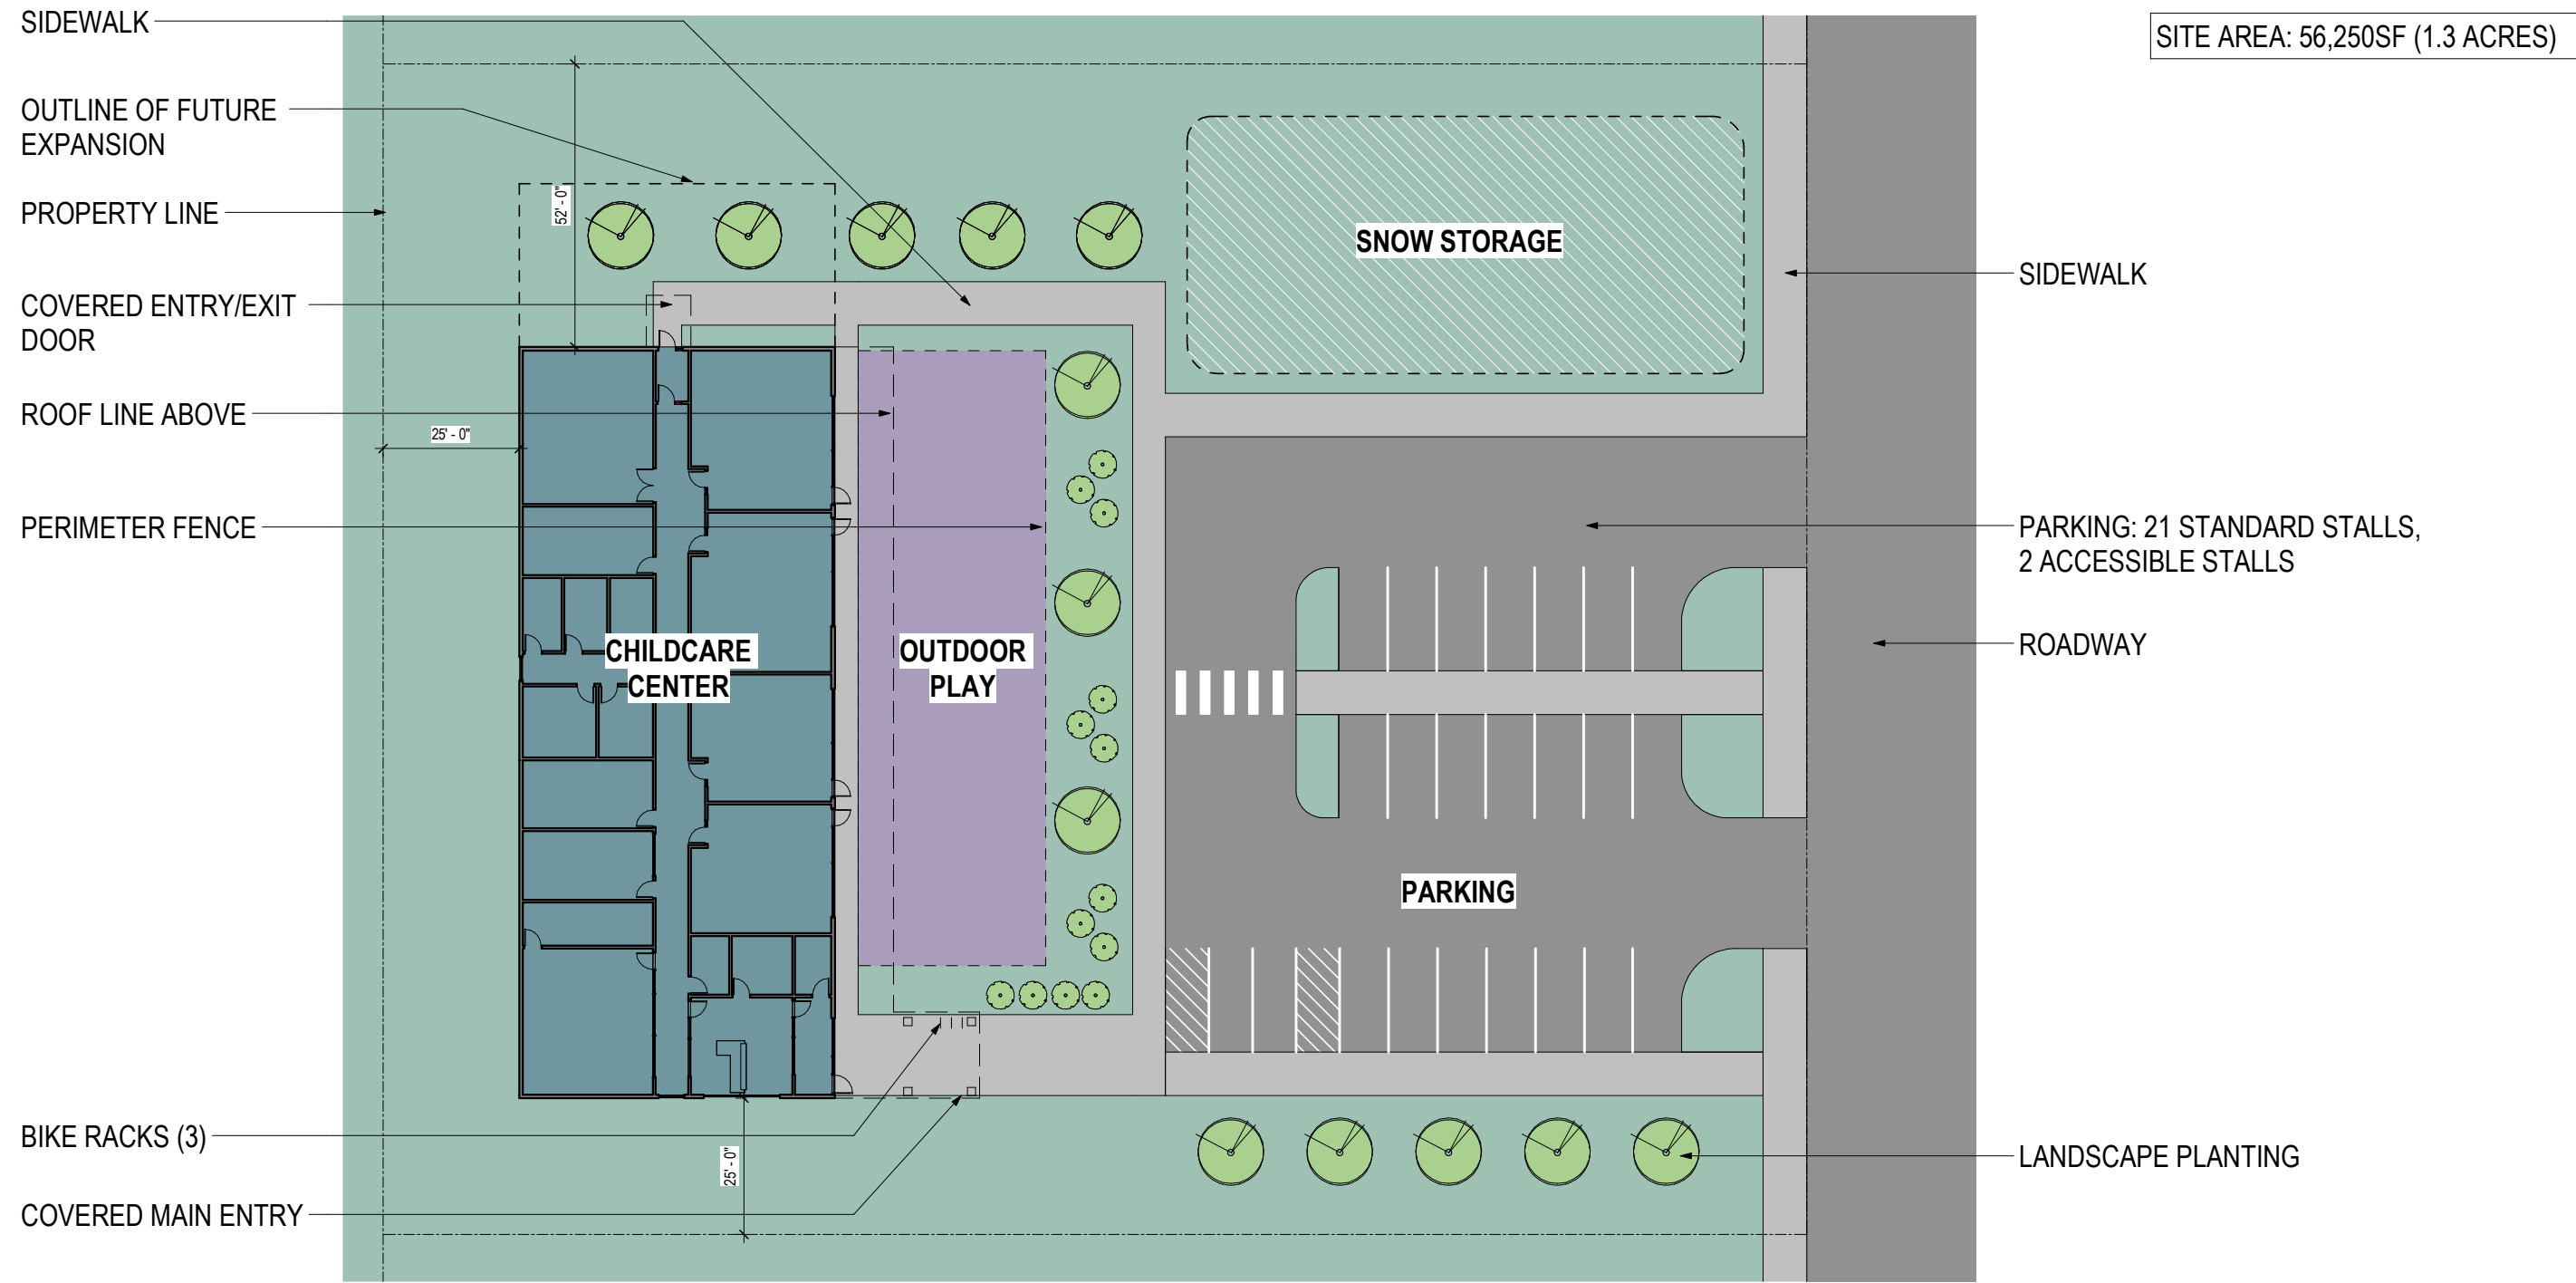 SIDEWALK
OUTLINE OF FUTURE
EXPANSION
PROPERTY LINE
COVERED ENTRY/EXIT
DOOR
ROOF LINE ABOVE
PERIMETER FENCE
BIKE RACKS (3)
COVERED MAIN ENTRY
52' - 0"
25' - 0"
25' - 0"
CHILDCARE
CENTER
OUTDOOR
PLAY
SNOW STORAGE
PARKING
SITE AREA: 56,250SF (1.3 ACRES)
SIDEWALK
PARKING: 21 STANDARD STALLS,
2 ACCESSIBLE STALLS
ROADWAY
LANDSCAPE PLANTING